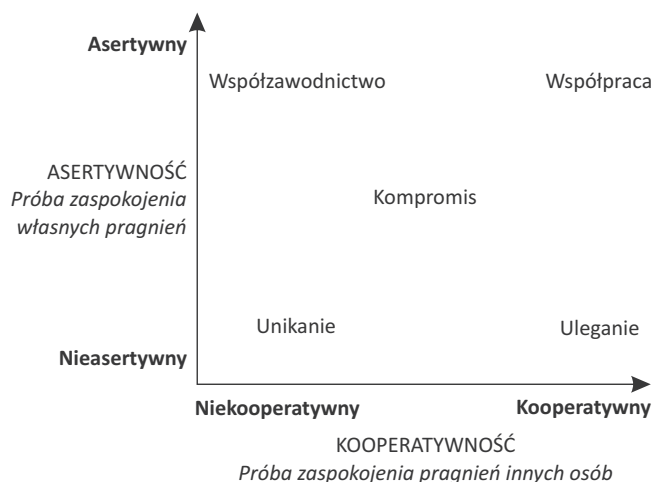 Asertywny
Współzawodnictwo
Współpraca
ASERTYWNOŚĆ
Próba zaspokojenia
własnych pragnień
Kompromis
Unikanie
Uleganie
Nieasertywny
Niekooperatywny
Kooperatywny
KOOPERATYWNOŚĆ
Próba zaspokojenia pragnień innych osób